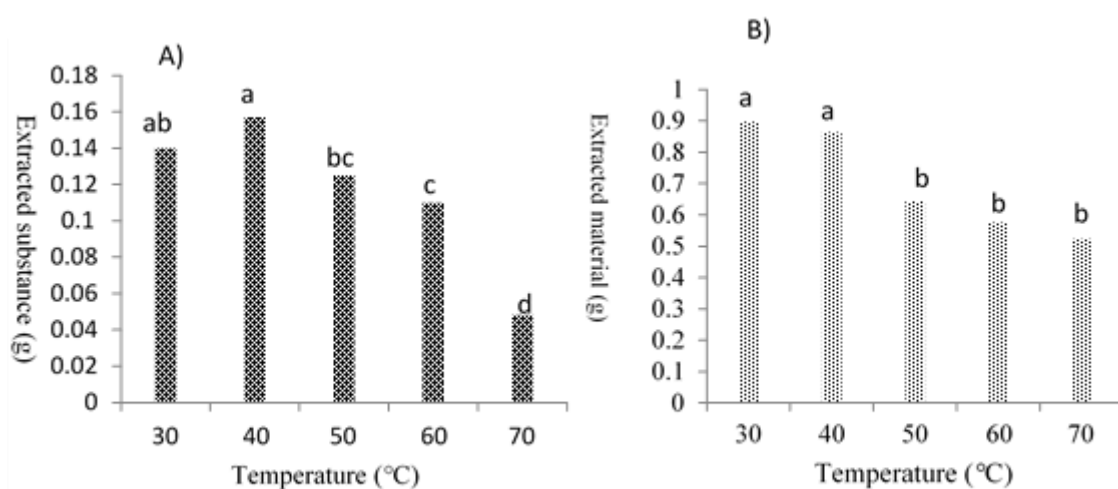 A)
Extracted substance (g)
0.18
0.16
0.14
0.12
0.1
0.08
0.06
0.04
0.02
0
ab
a
bc
c
d
30 40 50 60 70
Temperature (°C)
B)
Extracted material (g)
1
0.9
0.8
0.7
0.6
0.5
0.4
0.3
0.2
0.1
0
a
a
b
b
b
30 40 50 60 70
Temperature (°C)